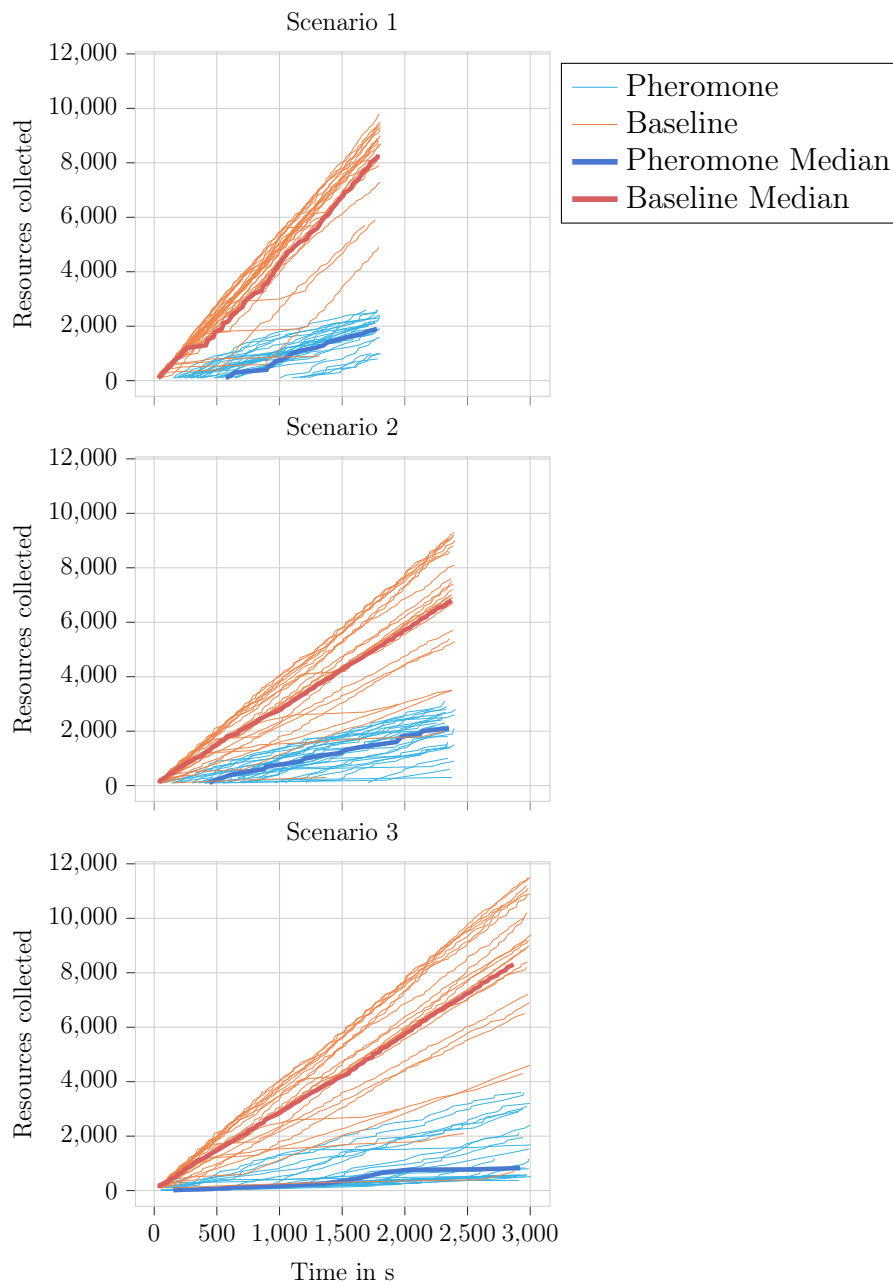 Scenario 1
12,000
10,000
8,000
6,000
4,000
2,000
0
Resources collected
Pheromone
Baseline
Pheromone Median
Baseline Median
Scenario 2
12,000
10,000
8,000
6,000
4,000
2,000
0
Resources collected
Scenario 3
12,000
10,000
8,000
6,000
4,000
2,000
0
Resources collected
0 500 1,000 1,500 2,000 2,500 3,000
Time in s